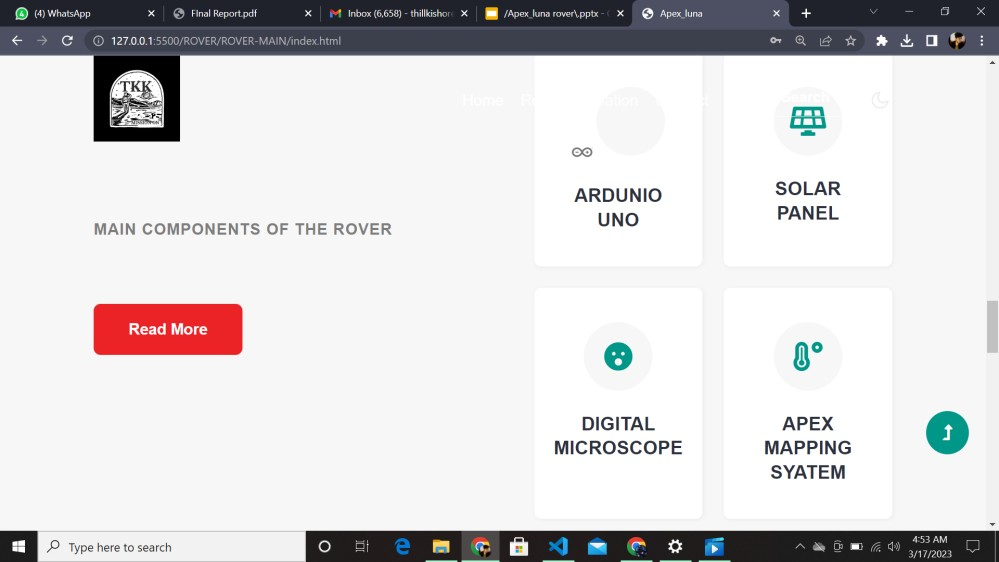 (4) WhatsApp
FInal Report.pdf
Inbox (6,658) - thillkishore
/Apex_luna rover\.pptx - 
Apex_luna
127.0.0.1:5500/ROVER/ROVER-MAIN/index.html
TKK
Home
MAIN COMPONENTS OF THE ROVER
Read More
ARDUNIO
UNO
SOLAR
PANEL
DIGITAL
MICROSCOPE
APEX
MAPPING
SYATEM
Type here to search
4:53 AM
3/17/2023